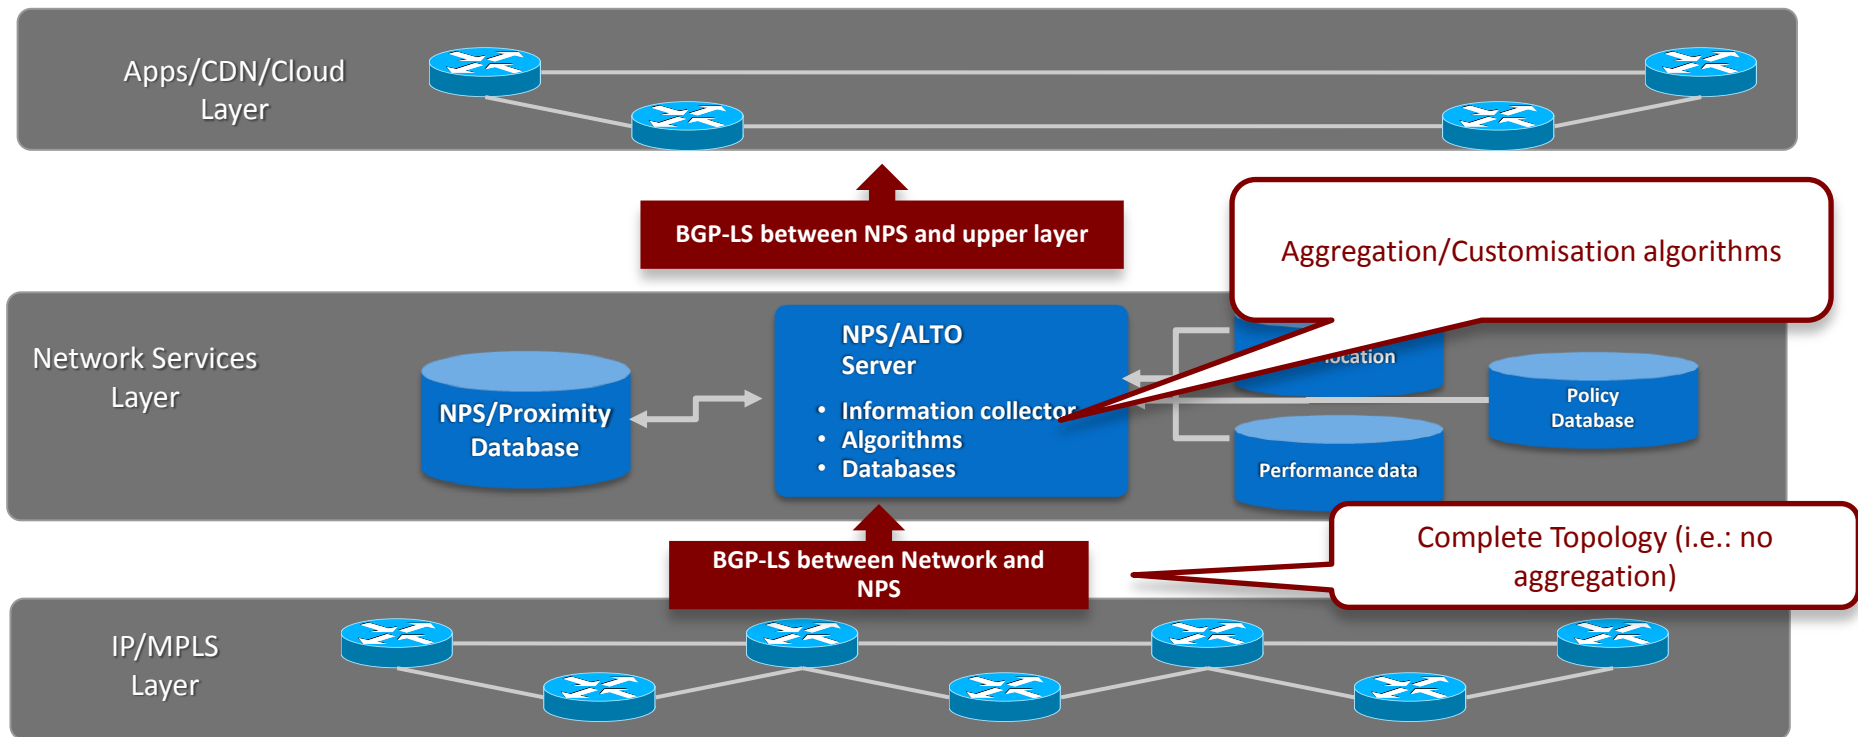 Apps/CDN/Cloud
Layer
BGP-LS between NPS and upper layer
Aggregation/Customisation algorithms
Network Services
Layer
NPS/Proximity
Database
NPS/ALTO
Server
• Information collector
• Algorithms
• Databases
Policy
Database
Performance data
BGP-LS between Network and
NPS
Complete Topology (i.e.: no
aggregation)
IP/MPLS
Layer